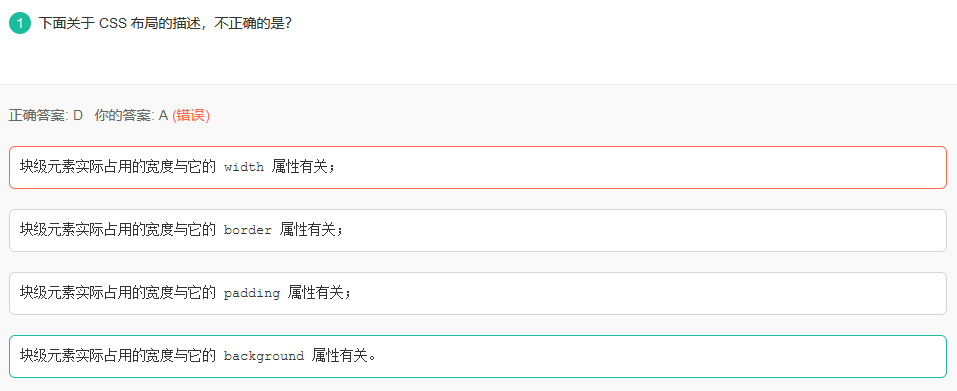 1 下面关于 CSS 布局的描述，不正确的是？
正确答案: D 你的答案: A (错误)
块级元素实际占用的宽度与它的 width 属性有关；
块级元素实际占用的宽度与它的 border 属性有关；
块级元素实际占用的宽度与它的 padding 属性有关；
块级元素实际占用的宽度与它的 background 属性有关。